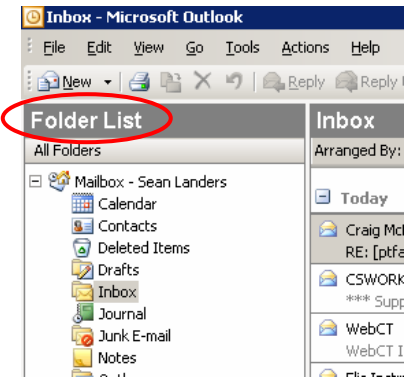 Inbox - Microsoft Outlook
File Edit View Go Tools Actions Help
New Reply Reply
Folder List
Inbox
All Folders
Arranged By:
Mailbox - Sean Landers
Calendar
Contacts
Deleted Items
Drafts
Inbox
Journal
Junk E-mail
Notes
Today
Craig
RE: [ptfa
CSWORK
*** Supp
WebCT
WebCT I